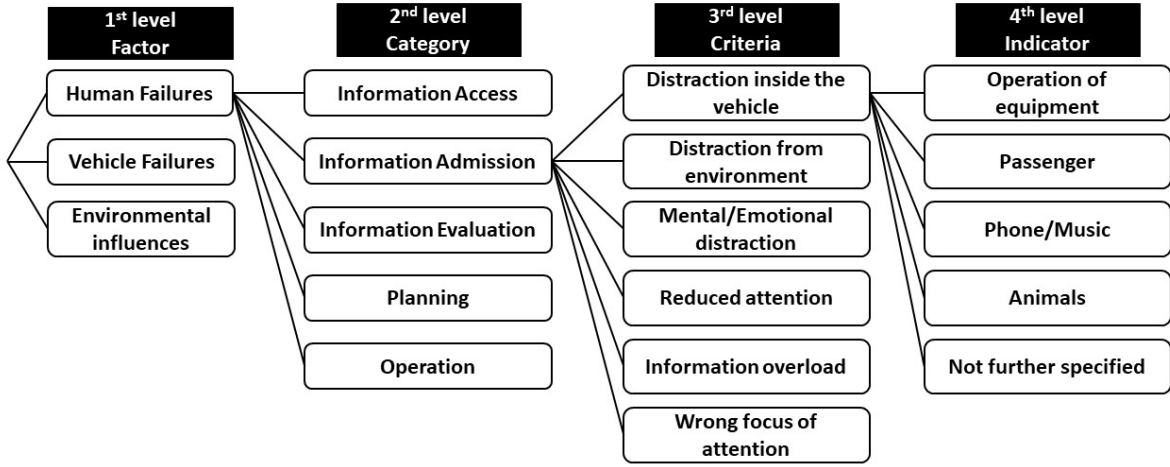 1st level
Factor
2nd level
Category
3rd level
Criteria
4th level
Indicator
Human Failures
Vehicle Failures
Environmental
influences
Information Access
Information Admission
Information Evaluation
Planning
Operation
Distraction inside the
vehicle
Distraction from
environment
Mental/Emotional
distraction
Reduced attention
Information overload
Wrong focus of
attention
Operation of
equipment
Passenger
Phone/Music
Animals
Not further specified